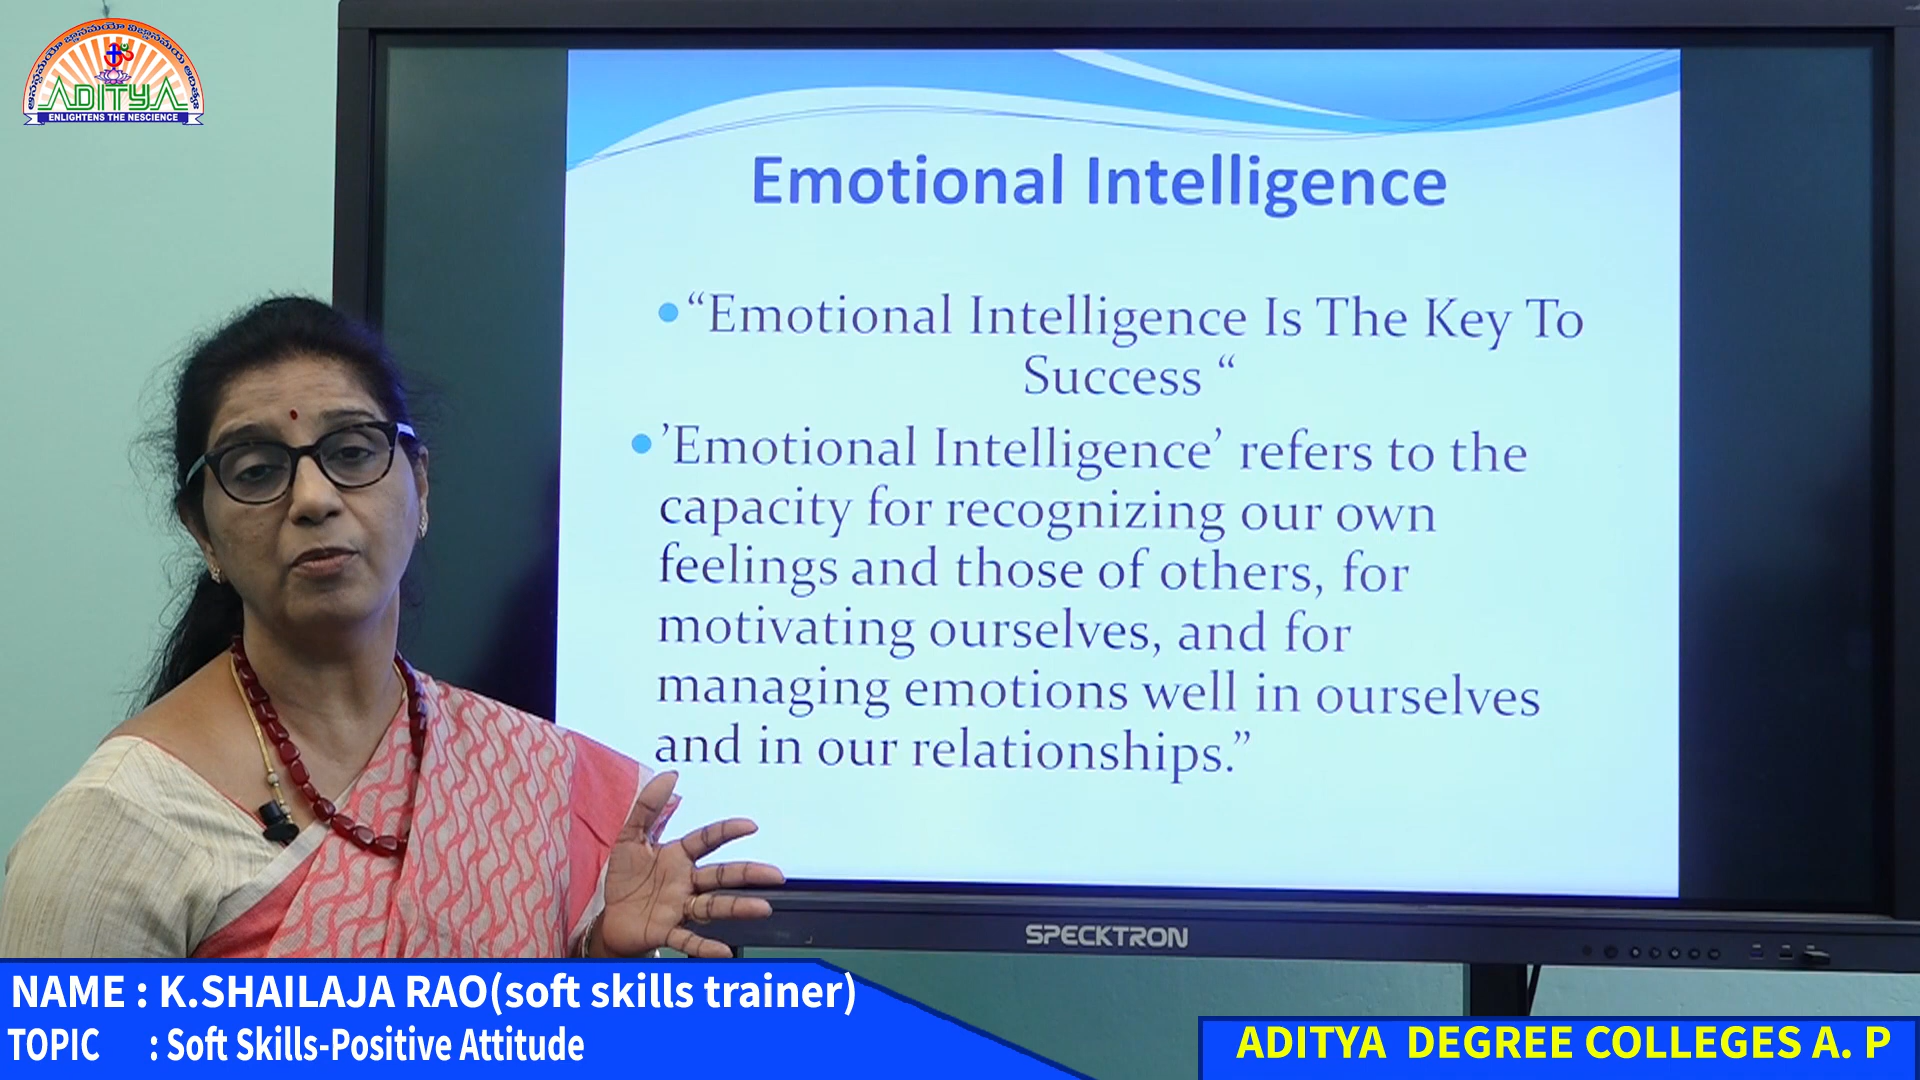 ADITYA
ENLIGHTENS THE NESCIENCE
Emotional Intelligence
•“Emotional Intelligence Is The Key To
Success “
•’Emotional Intelligence’ refers to the
capacity for recognizing our own
feelings and those of others, for
motivating ourselves, and for
managing emotions well in ourselves
and in our relationships.”
SPECKTRON
NAME : K.SHAILAJA RAO(soft skills trainer)
TOPIC : Soft Skills-Positive Attitude
ADITYA DEGREE COLLEGES A. P